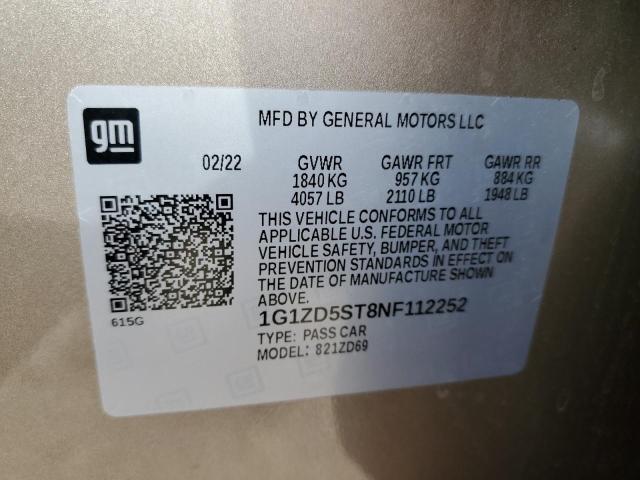 gm
MFD BY GENERAL MOTORS LLC
02/22 GVWR GAWR FRT GAWR RR
1840 KG 957 KG 884 KG
4057 LB 2110 LB 1948 LB
THIS VEHICLE CONFORMS TO ALL
APPLICABLE U.S. FEDERAL MOTOR
VEHICLE SAFETY, BUMPER, AND THEFT
PREVENTION STANDARDS IN EFFECT ON
THE DATE OF MANUFACTURE SHOWN
ABOVE.
615G
1G1ZD5ST8NF112252
TYPE: PASS CAR
MODEL: 821ZD69